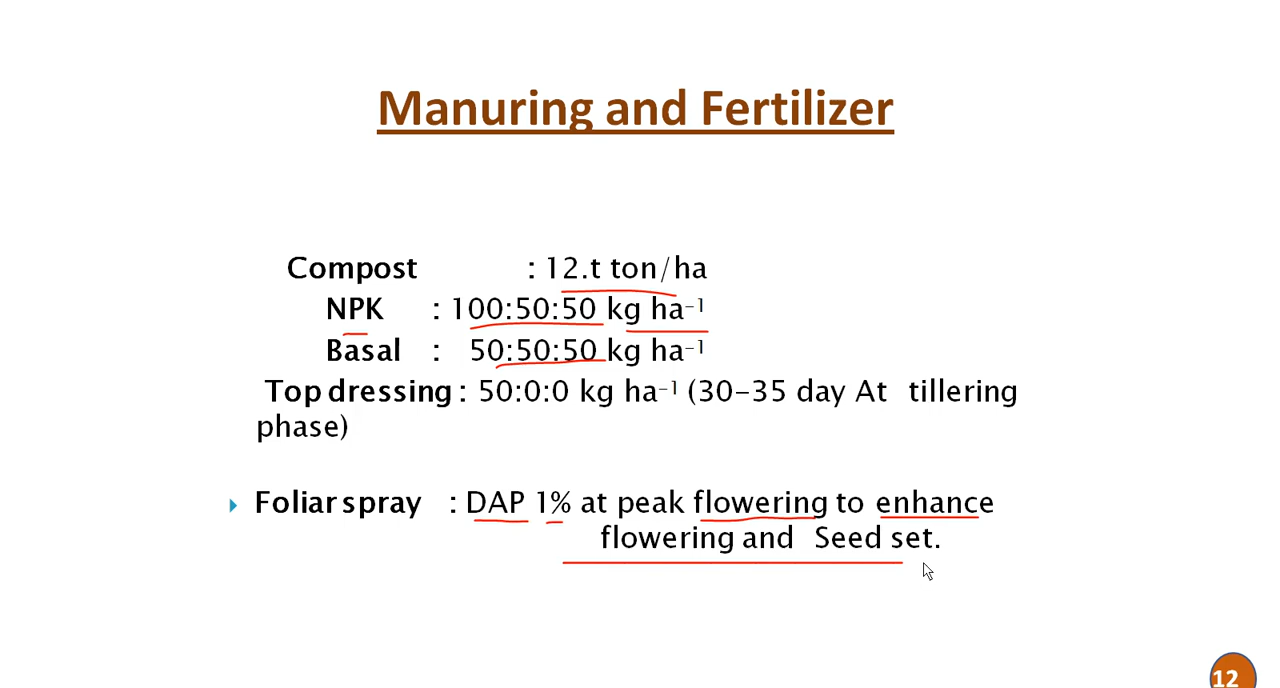 Manuring and Fertilizer
Compost : 12.t ton/ha
NPK : 100:50:50 kg ha⁻¹
Basal : 50:50:50 kg ha⁻¹
Top dressing : 50:0:0 kg ha⁻¹ (30-35 day At tillering
phase)
Foliar spray : DAP 1% at peak flowering to enhance
flowering and Seed set.
12